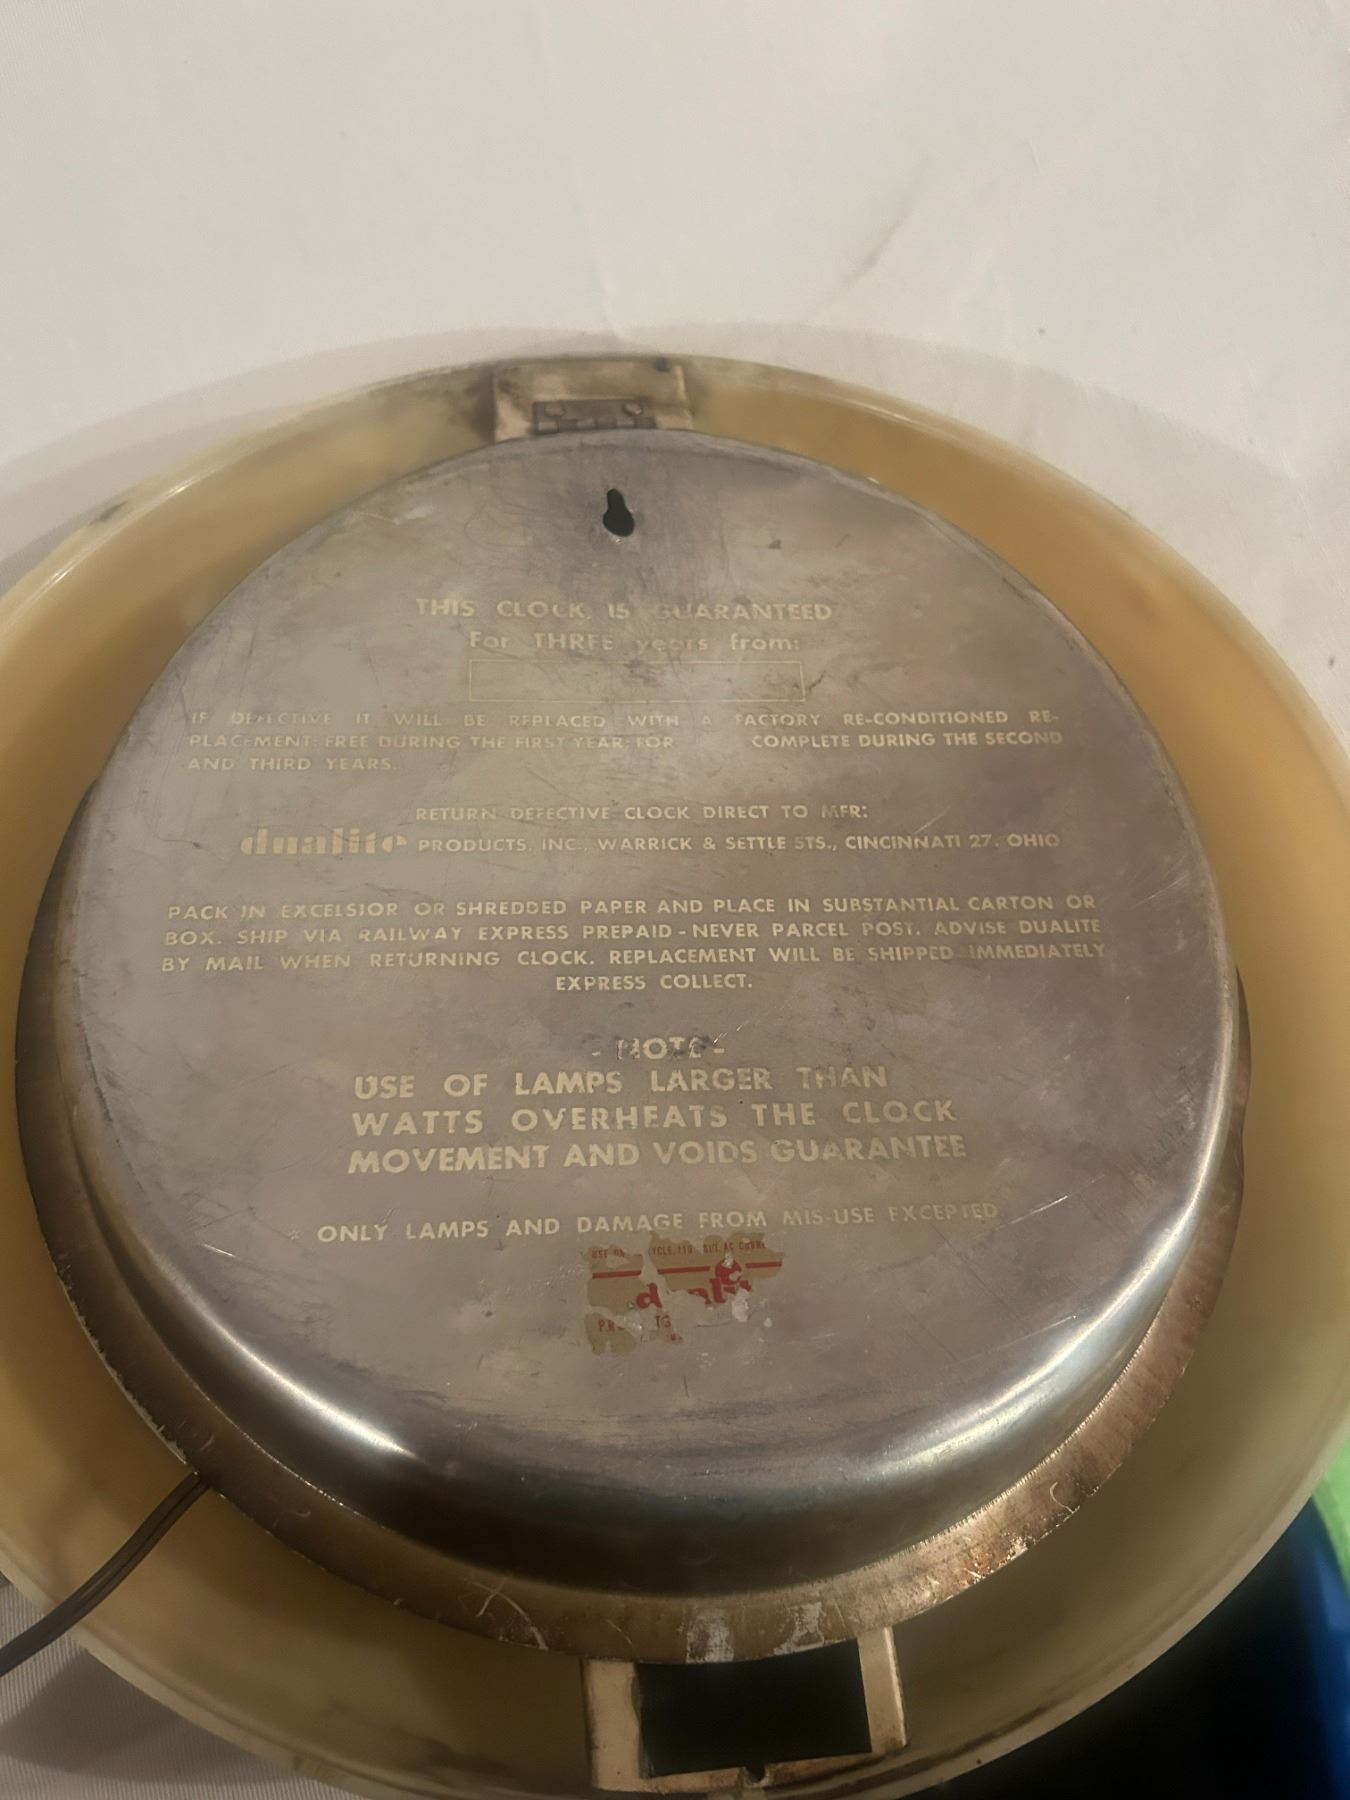 THIS CLOCK IS GUARANTEED
For THREE years from:
IF DEFECTIVE IT WILL BE REPLACED WITH A FACTORY RE-CONDITIONED RE-
PLACEMENT: FREE DURING THE FIRST YEAR; FOR COMPLETE DURING THE SECOND
AND THIRD YEARS.
RETURN DEFECTIVE CLOCK DIRECT TO MFR:
dualite PRODUCTS, INC., WARRICK & SETTLE STS., CINCINNATI 27, OHIO
PACK IN EXCELSIOR OR SHREDDED PAPER AND PLACE IN SUBSTANTIAL CARTON OR
BOX. SHIP VIA RAILWAY EXPRESS PREPAID - NEVER PARCEL POST. ADVISE DUALITE
BY MAIL WHEN RETURNING CLOCK. REPLACEMENT WILL BE SHIPPED IMMEDIATELY
EXPRESS COLLECT.
- NOTE -
USE OF LAMPS LARGER THAN
WATTS OVERHEATS THE CLOCK
MOVEMENT AND VOIDS GUARANTEE
* ONLY LAMPS AND DAMAGE FROM MIS-USE EXCEPTED
USE AC